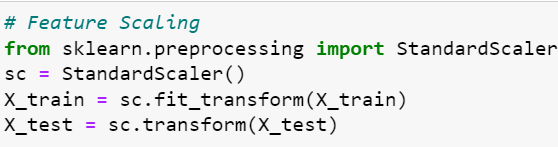 # Feature Scaling
from sklearn.preprocessing import StandardScaler
sc = StandardScaler()
X_train = sc.fit_transform(X_train)
X_test = sc.transform(X_test)